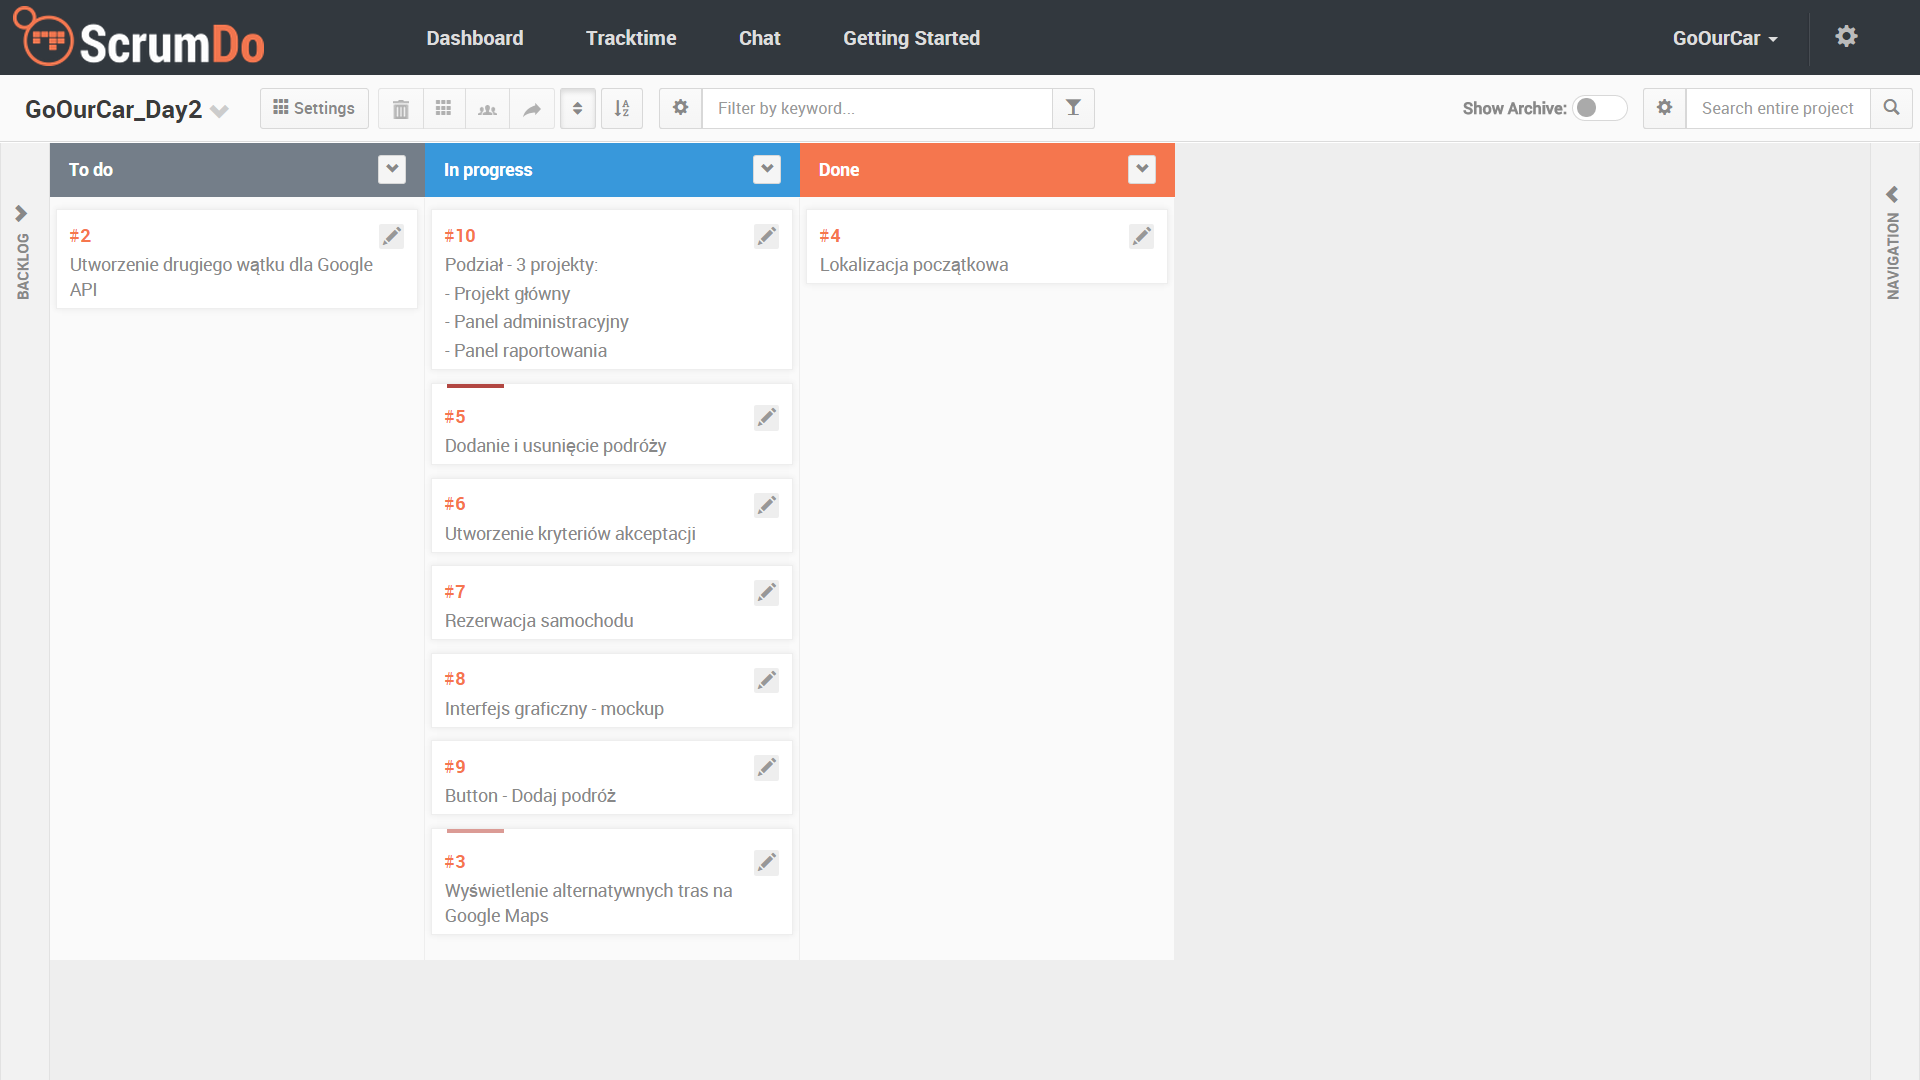 ScrumDo
Dashboard
Tracktime
Chat
Getting Started
GoOurCar
GoOurCar_Day2
Settings
Filter by keyword...
Show Archive:
Search entire project
BACKLOG
To do
#2
Utworzenie drugiego wątku dla Google
API
In progress
#10
Podział - 3 projekty:
- Projekt główny
- Panel administracyjny
- Panel raportowania
#5
Dodanie i usunięcie podróży
#6
Utworzenie kryteriów akceptacji
#7
Rezerwacja samochodu
#8
Interfejs graficzny - mockup
#9
Button - Dodaj podróż
#3
Wyświetlenie alternatywnych tras na
Google Maps
Done
#4
Lokalizacja początkowa
NAVIGATION